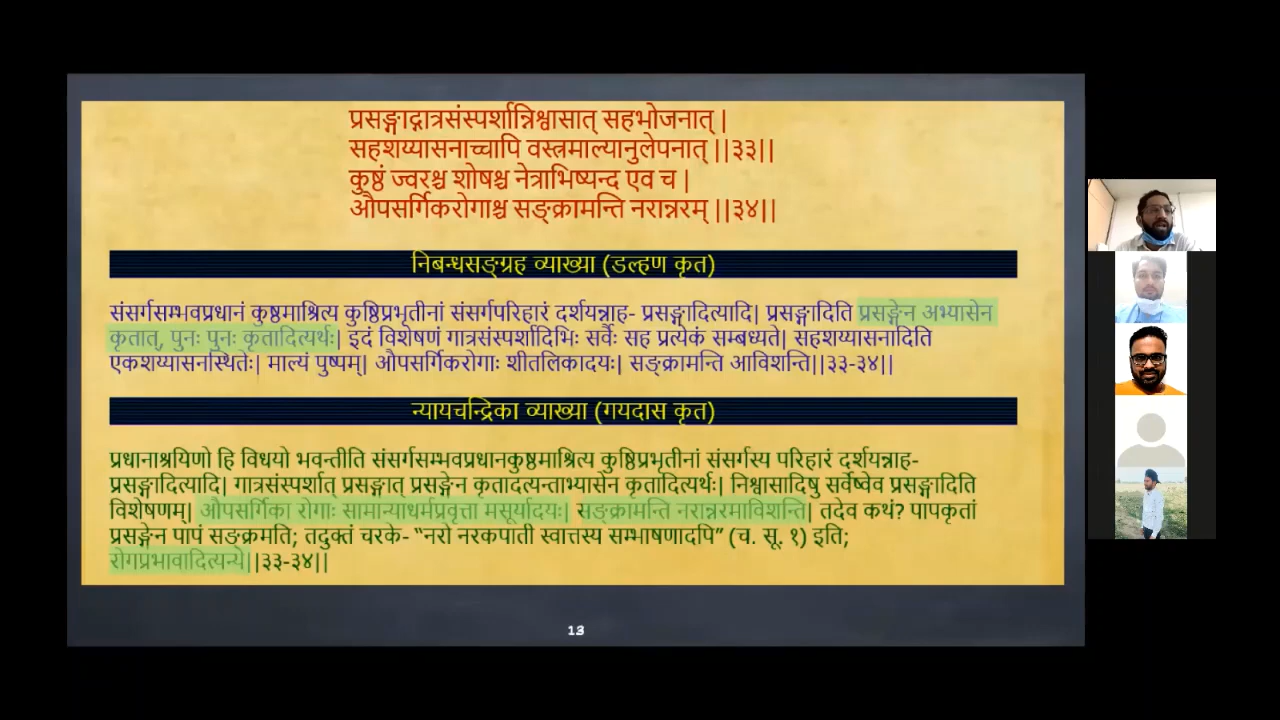 प्रसङ्गाद्गात्रसंस्पर्शान्निश्वासात् सहभोजनात् |
सहशय्यासनाच्चापि वस्त्रमाल्यानुलेपनात् ||३३||
कुष्ठं ज्वरश्च शोषश्च नेत्राभिष्यन्द एव च |
औपसर्गिकरोगाश्च सङ्क्रामन्ति नरान्नरम् ||३४||
निबन्धसङ्ग्रह व्याख्या (डल्हण कृत)
संसर्गसम्भवप्रधानं कुष्ठमाश्रित्य कुष्ठिप्रभृतीनां संसर्गपरिहारं दर्शयन्नाह- प्रसङ्गादित्यादि| प्रसङ्गादिति प्रसङ्गेन अभ्यासेन
कृतात्, पुनः पुनः कृतादित्यर्थः| इदं विशेषणं गात्रसंस्पर्शादिभिः सर्वैः सह प्रत्येकं सम्बध्यते| सहशय्यासनादिति
एकशय्यासनस्थितेः| माल्यं पुष्पम्| औपसर्गिकरोगाः शीतलिकादयः| सङ्क्रामन्ति आविशन्ति||३३-३४||
न्यायचन्द्रिका व्याख्या (गयदास कृत)
प्रधानाश्रयिणो हि विधयो भवन्तीति संसर्गसम्भवप्रधानकुष्ठमाश्रित्य कुष्ठिप्रभृतीनां संसर्गस्य परिहारं दर्शयन्नाह-
प्रसङ्गादित्यादि| गात्रसंस्पर्शात् प्रसङ्गात् प्रसङ्गेन कृतादत्यन्ताभ्यासेन कृतादित्यर्थः| निश्वासादिषु सर्वेष्वेव प्रसङ्गादिति
विशेषणम्| औपसर्गिका रोगाः सामान्याधर्मप्रवृत्ता मसूर्यादयः| सङ्क्रामन्ति नरान्नरमाविशन्ति| तदेव कथं? पापकृतां
प्रसङ्गेन पापं सङ्क्रमति; तदुक्तं चरके- “नरो नरकपाती स्वात्तस्य सम्भाषणादपि” (च. सू. १) इति;
रोगप्रभावादित्यन्ये||३३-३४||
13